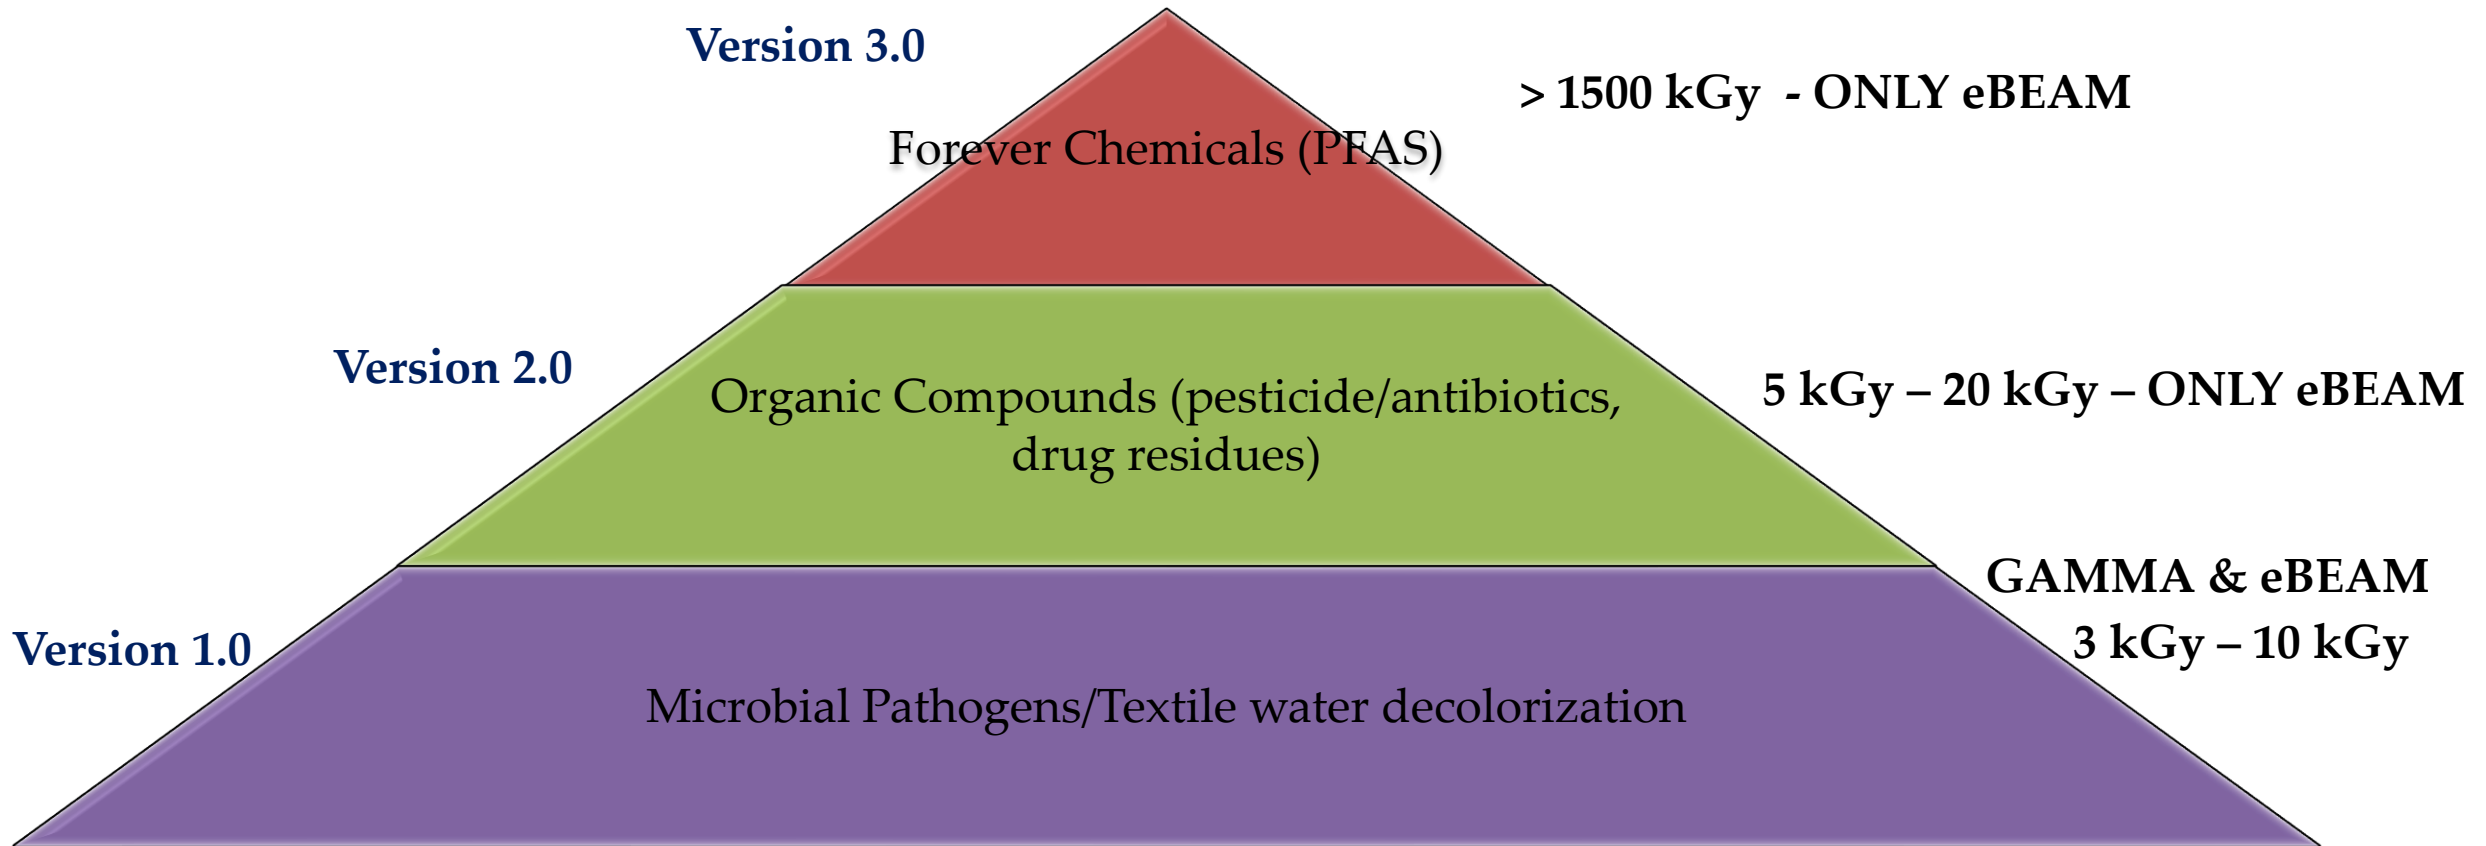 Version 3.0
> 1500 kGy - ONLY eBEAM
Forever Chemicals (PFAS)
Version 2.0
Organic Compounds (pesticide/antibiotics,
drug residues)
5 kGy – 20 kGy – ONLY eBEAM
GAMMA & eBEAM
3 kGy – 10 kGy
Version 1.0
Microbial Pathogens/Textile water decolorization